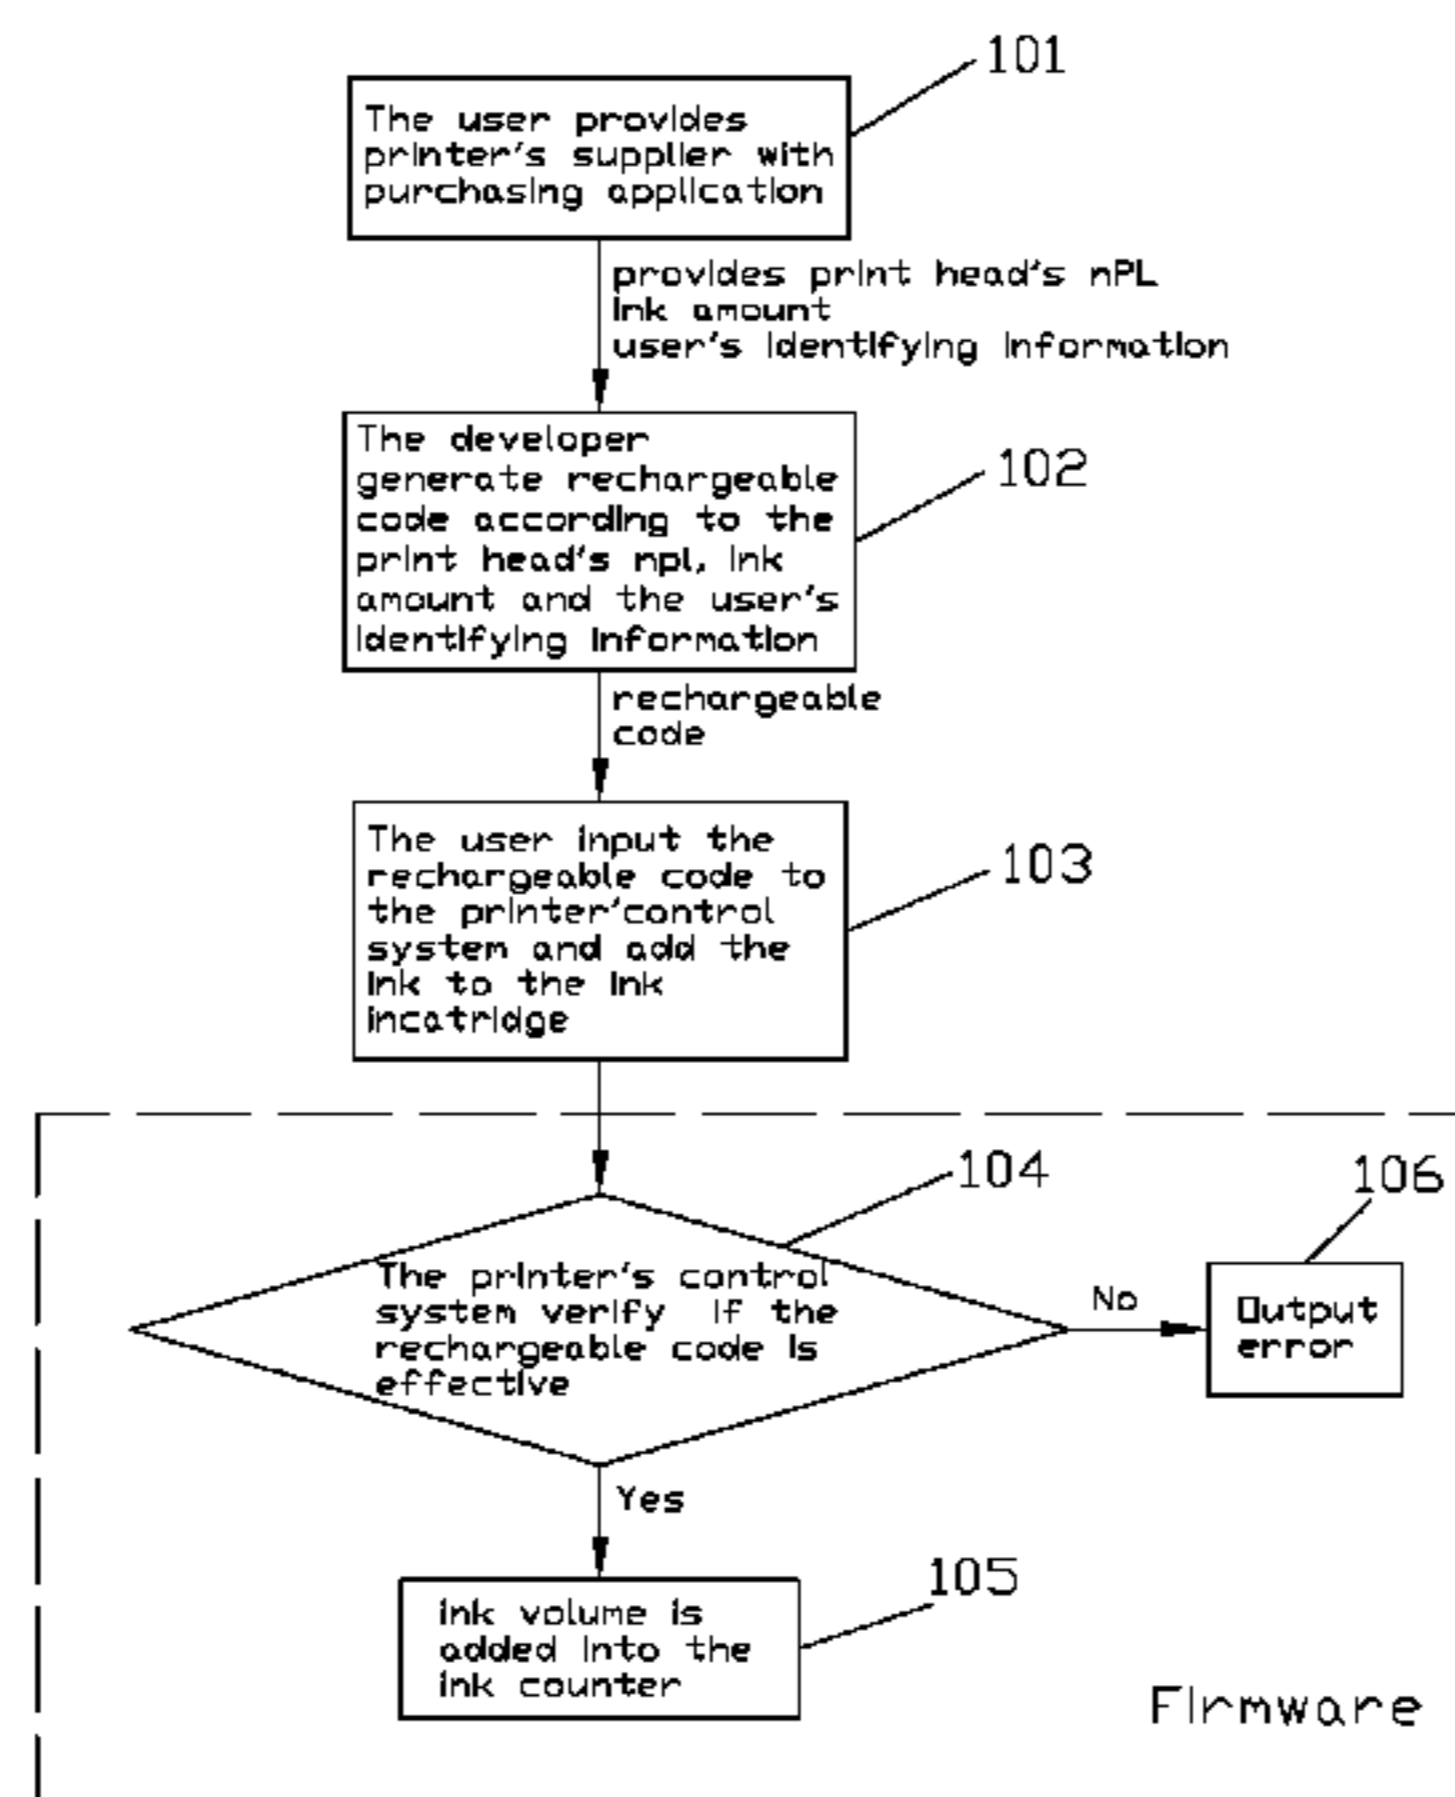 101
The user provides
printer's supplier with
purchasing application
provides print head's nPL
ink amount
user's identifying information
The developer
generate rechargeable
code according to the
print head's npl, ink
amount and the user's
identifying information
102
rechargeable
code
The user input the
rechargeable code to
the printer'control
system and add the
ink to the ink
incatridge
103
104
106
The printer's control
system verify if the
rechargeable code is
effective
No
Output
error
Yes
105
ink volume is
added into the
ink counter
Firmware